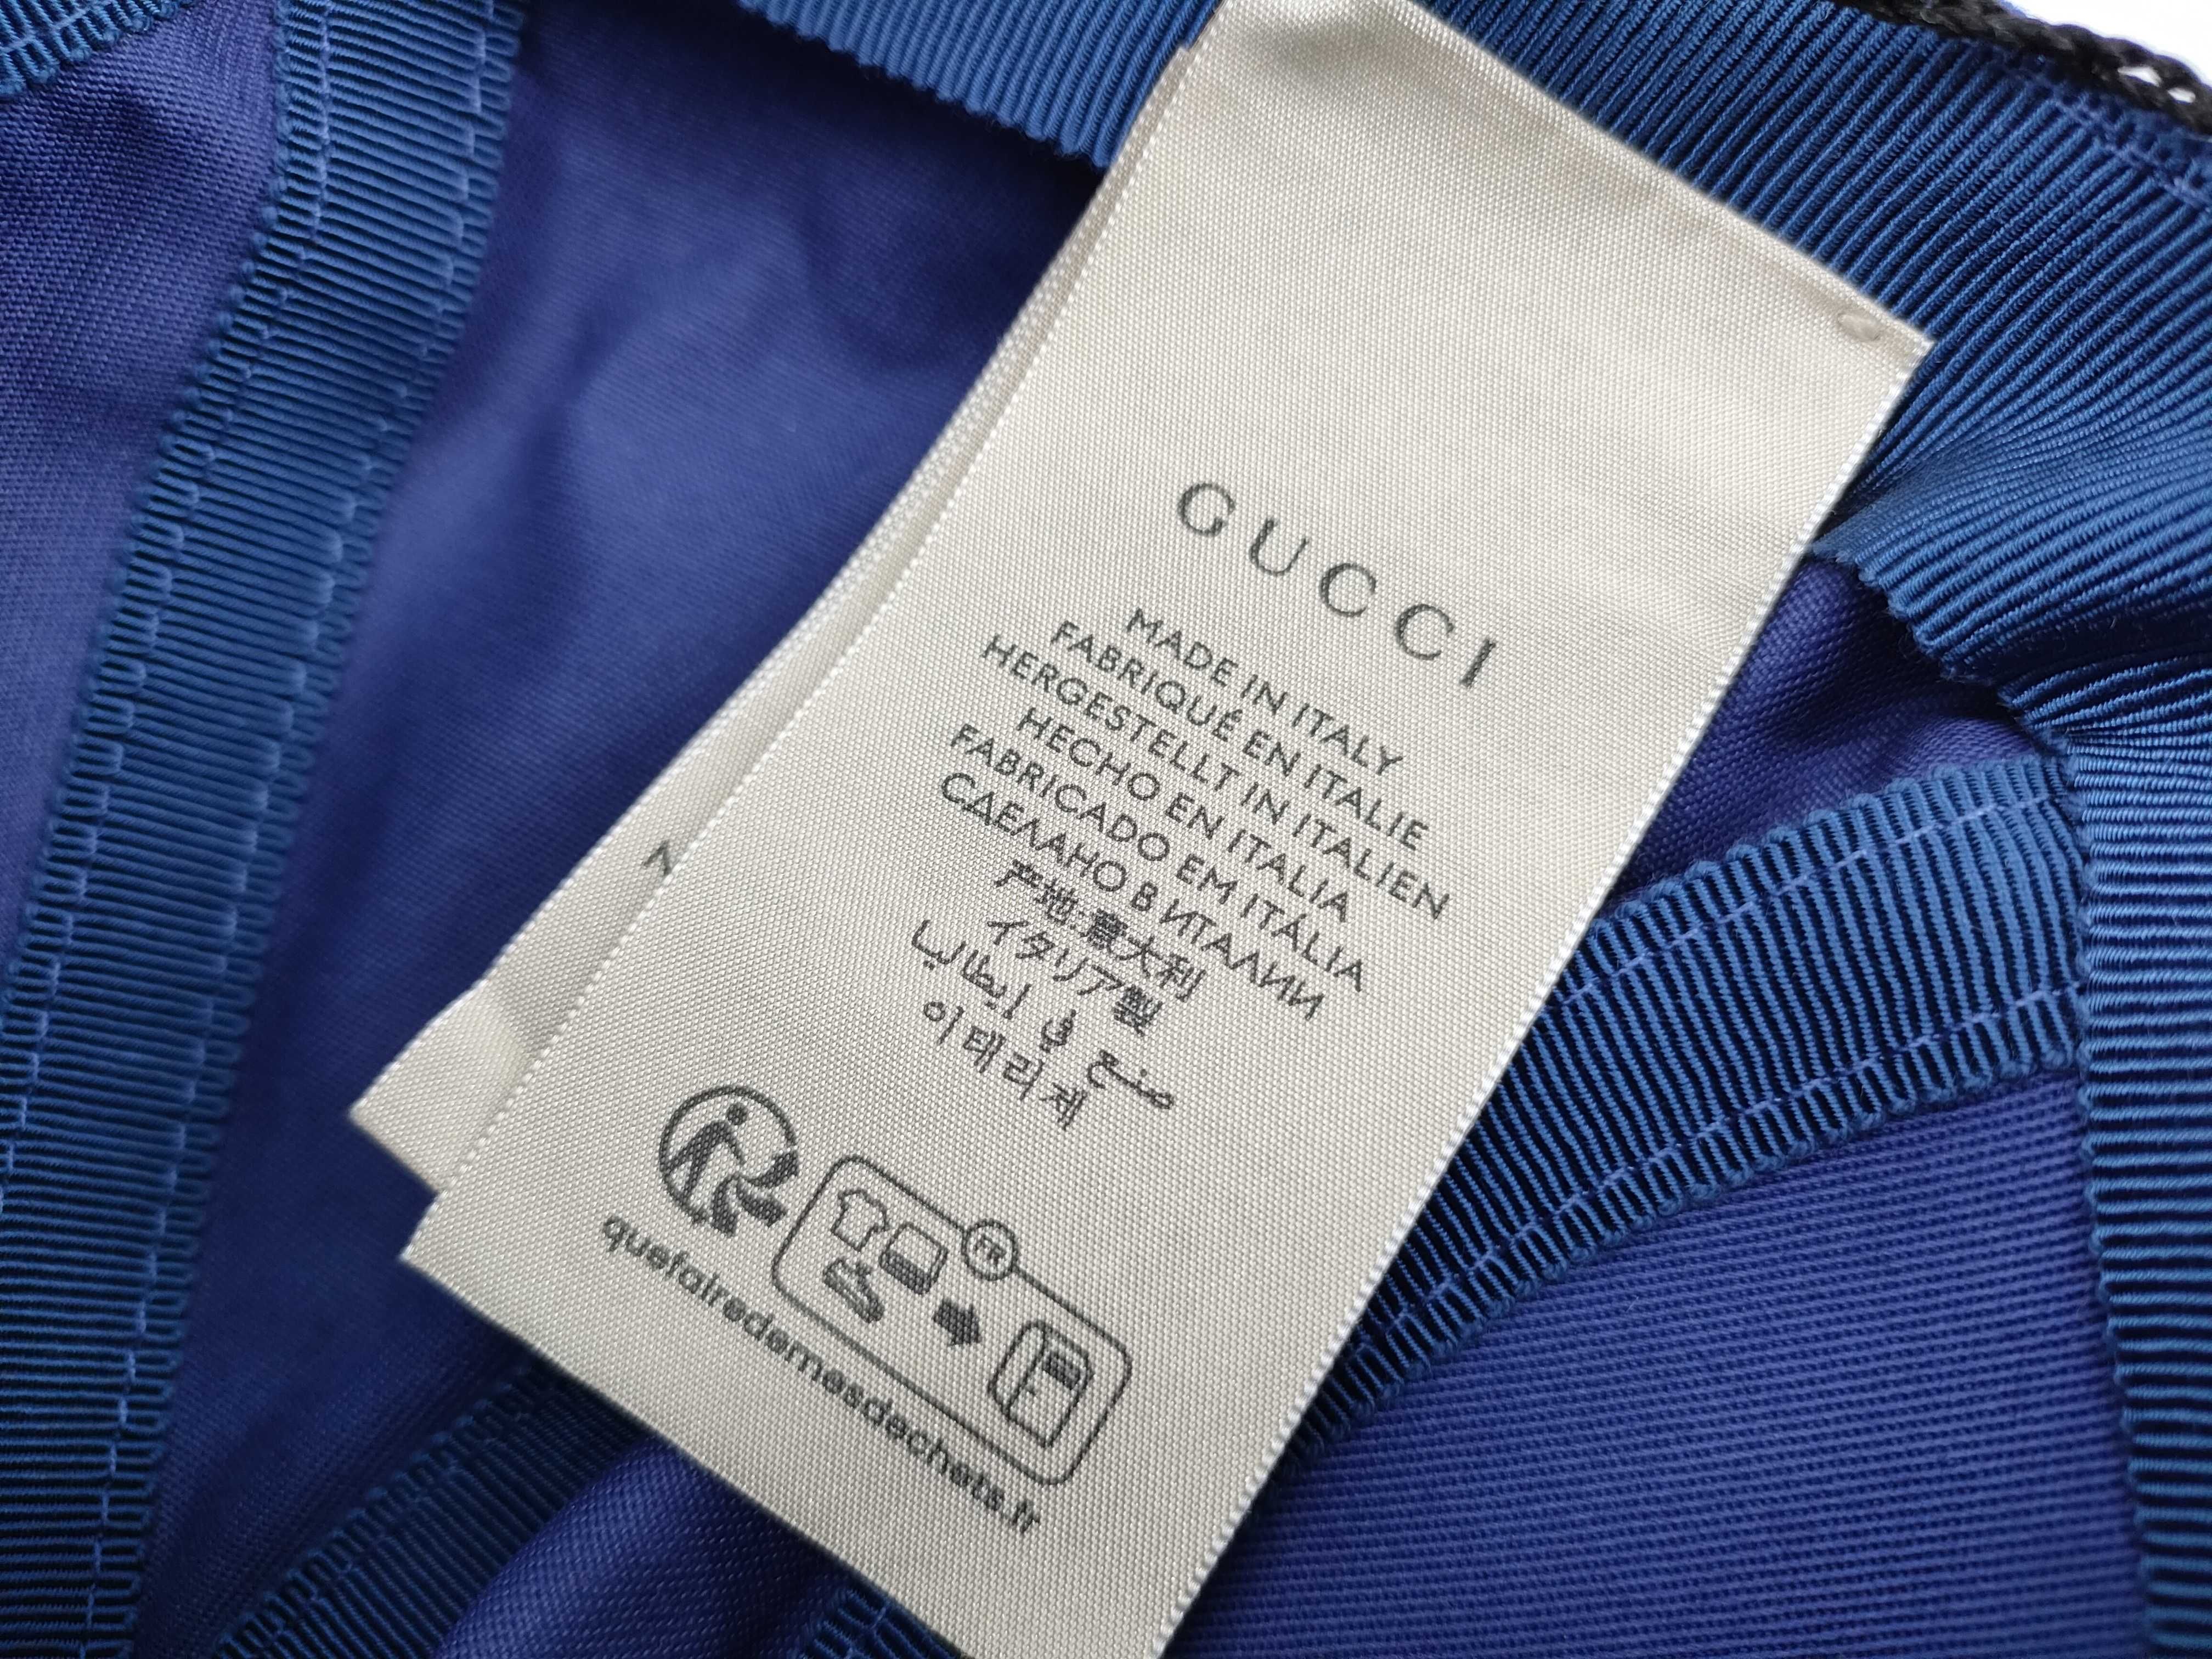 GUCCI
MADE IN ITALY
FABRIQUÉ EN ITALIE
HERGESTELLT IN ITALIEN
HECHO EN ITALIA
FABRICADO EM ITÁLIA
СДЕЛАНО В ИТАЛИИ
产地:意大利
イタリア製
صنع في إيطاليا
이태리제
FR
quefairedemesdechets.fr